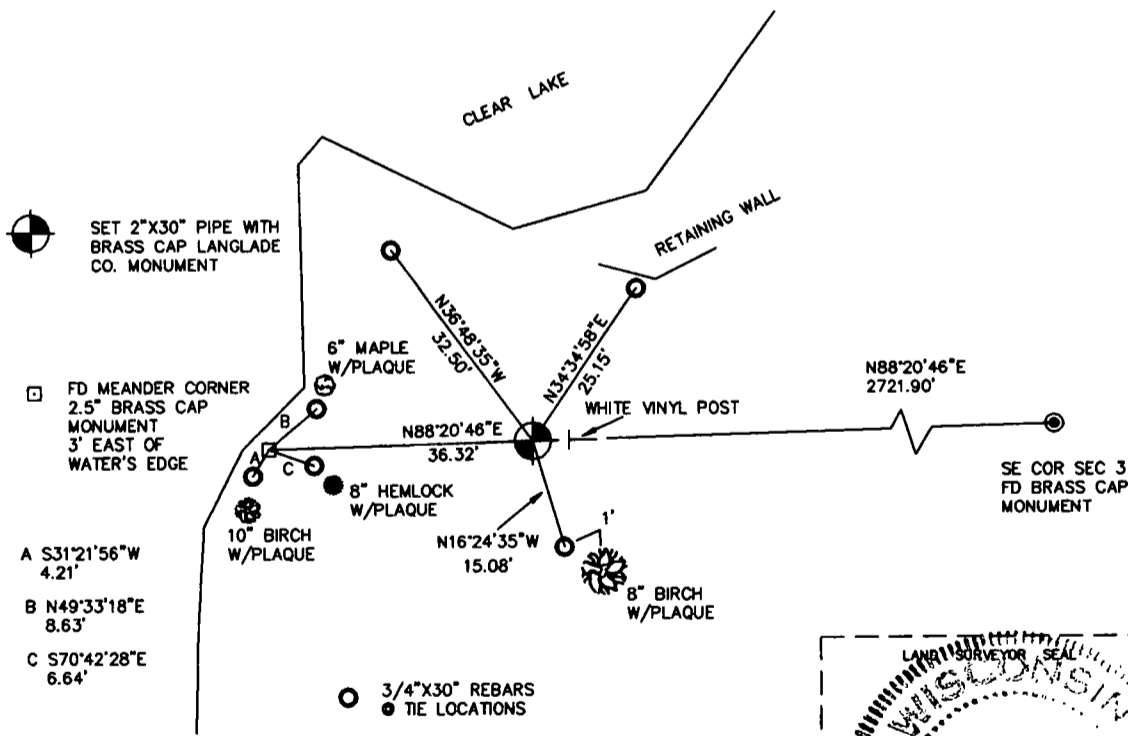 CLEAR LAKE
SET 2"X30" PIPE WITH
BRASS CAP LANGLADE
CO. MONUMENT
RETAINING WALL
N36°48'35"W
32.50'
N34°34'58"E
25.15'
6" MAPLE
W/PLAQUE
N88°20'46"E
2721.90'
FD MEANDER CORNER
2.5" BRASS CAP
MONUMENT
3' EAST OF
WATER'S EDGE
WHITE VINYL POST
B
N88°20'46"E
36.32'
A
C
SE COR SEC 3
FD BRASS CAP
MONUMENT
8" HEMLOCK
W/PLAQUE
10" BIRCH
W/PLAQUE
N16°24'35"W
15.08'
1'
8" BIRCH
W/PLAQUE
A S31°21'56"W
4.21'
B N49°33'18"E
8.63'
C S70°42'28"E
6.64'
3/4"X30" REBARS
@ TIE LOCATIONS
LAND SURVEYOR SEAL
WISCONSIN